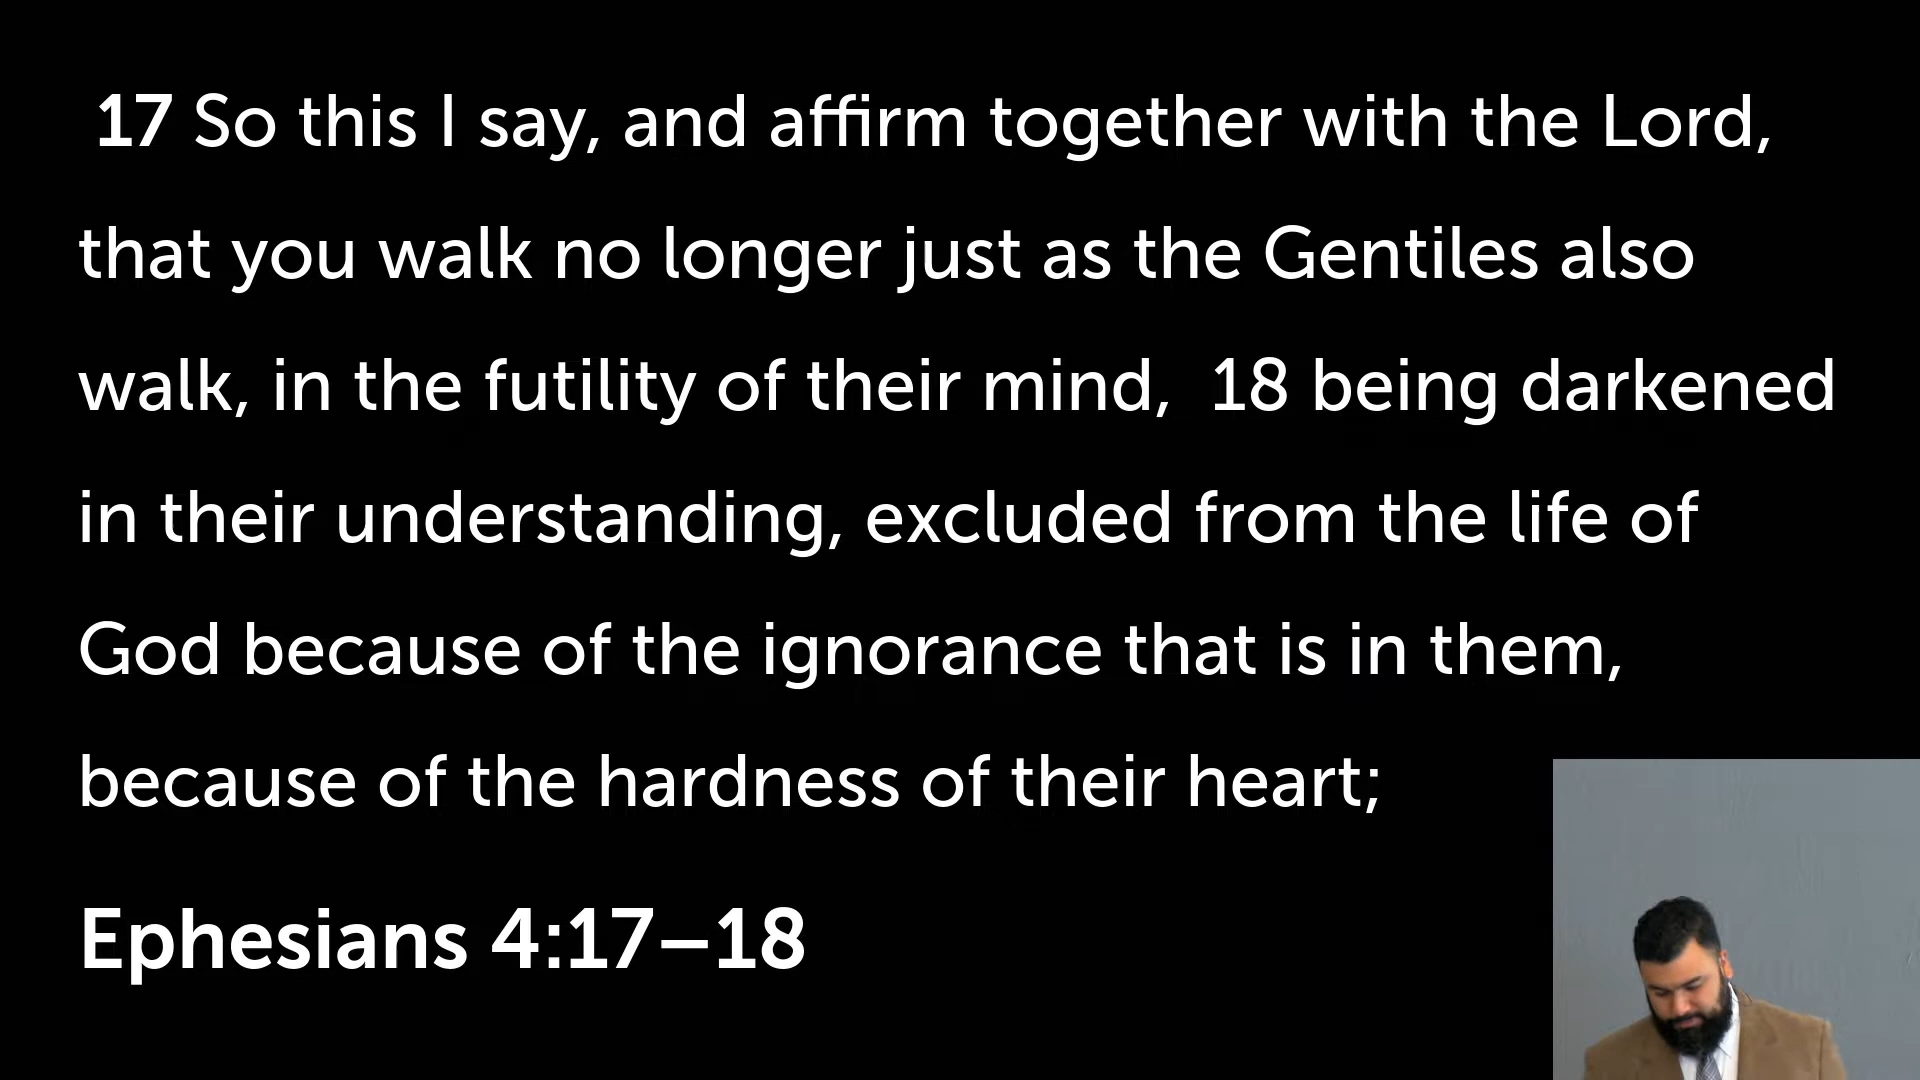 17 So this I say, and affirm together with the Lord,
that you walk no longer just as the Gentiles also
walk, in the futility of their mind,  18 being darkened
in their understanding, excluded from the life of
God because of the ignorance that is in them,
because of the hardness of their heart;
Ephesians 4:17–18